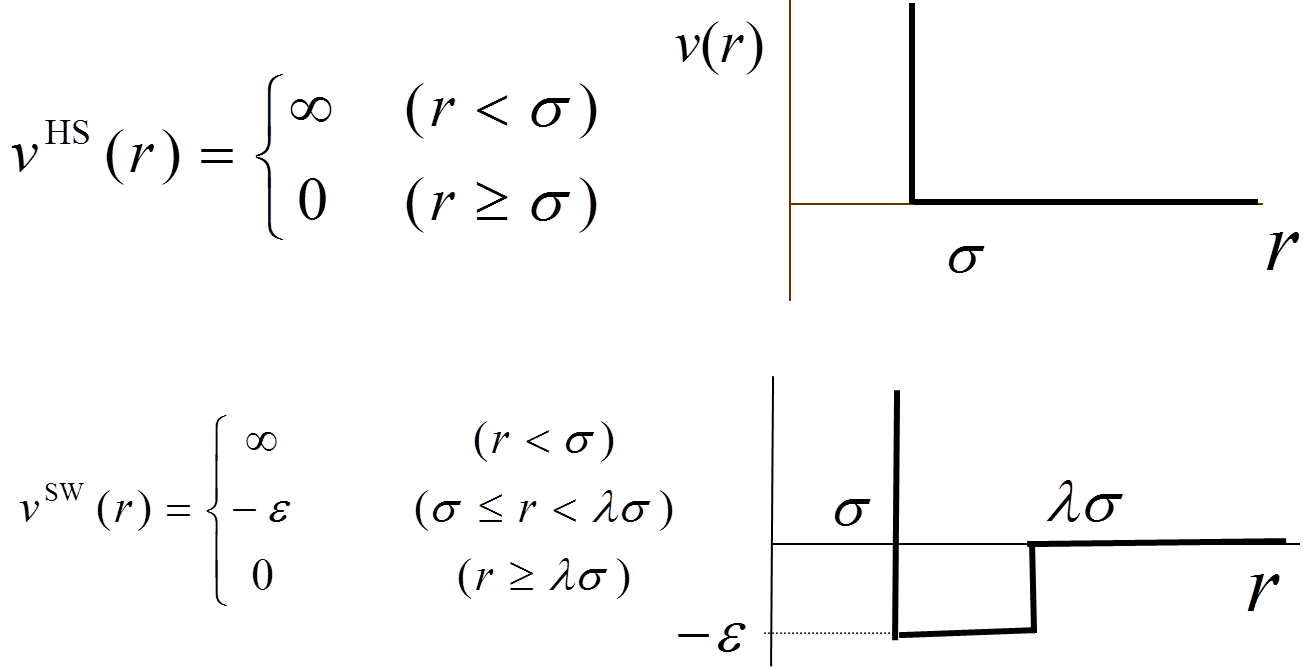 v^HS (r) = { ∞ (r < σ)
0 (r ≥ σ)
v(r)
σ
r
v^SW (r) = { ∞ (r < σ)
− ε (σ ≤ r < λσ)
0 (r ≥ λσ)
σ
λσ
r
−ε